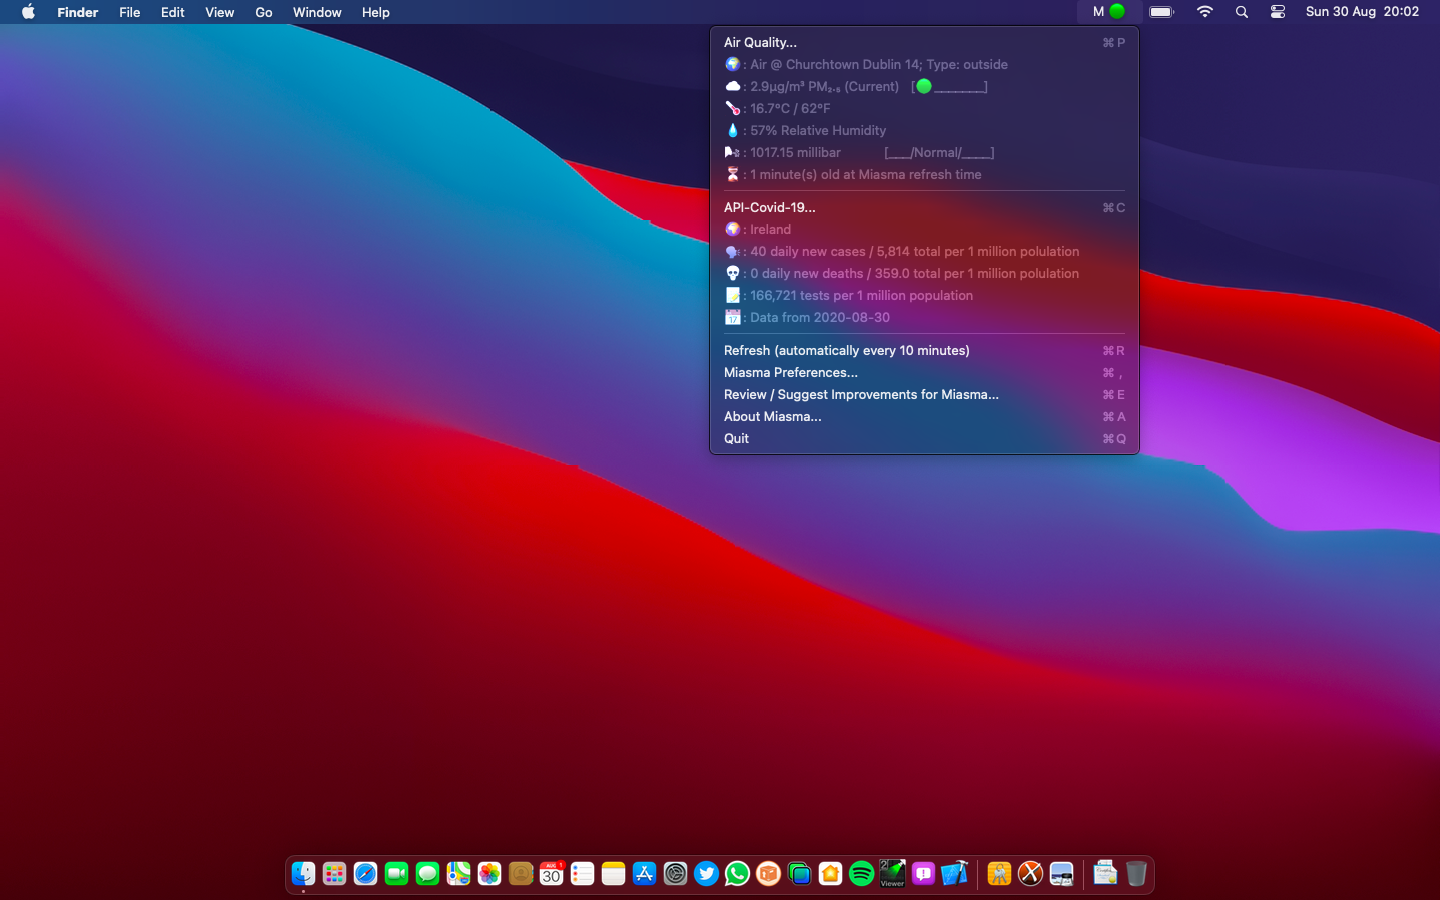 Finder File Edit View Go Window Help M Sun 30 Aug 20:02
Air Quality... ⌘ P
: Air @ Churchtown Dublin 14; Type: outside
: 2.9µg/m³ PM₂.₅ (Current) [🟢_______]
: 16.7°C / 62°F
: 57% Relative Humidity
: 1017.15 millibar [___/Normal/____]
: 1 minute(s) old at Miasma refresh time
API-Covid-19... ⌘ C
: Ireland
: 40 daily new cases / 5,814 total per 1 million polulation
: 0 daily new deaths / 359.0 total per 1 million polulation
: 166,721 tests per 1 million population
: Data from 2020-08-30
Refresh (automatically every 10 minutes) ⌘ R
Miasma Preferences... ⌘ ,
Review / Suggest Improvements for Miasma... ⌘ E
About Miasma... ⌘ A
Quit ⌘ Q
AUG 1
30
2
Viewer